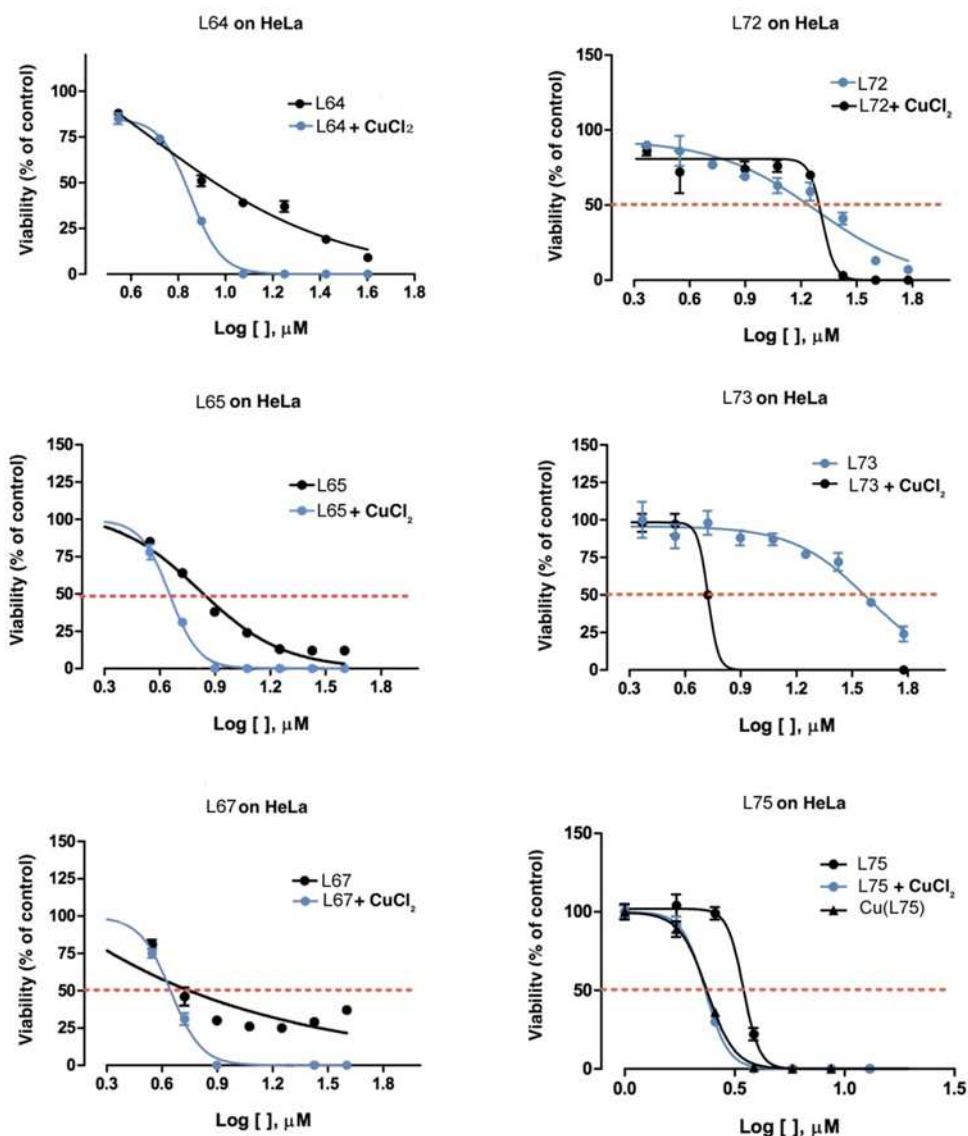 L64 on HeLa
Viability (% of control)
100
75
50
25
0
L64
L64 + CuCl2
0.6 0.8 1.0 1.2 1.4 1.6 1.8
Log [ ], μM
L72 on HeLa
Viability (% of control)
150
100
50
0
L72
L72+ CuCl2
0.3 0.6 0.9 1.2 1.5 1.8
Log [ ], μM
L65 on HeLa
Viability (% of control)
150
125
100
75
50
25
0
L65
L65 + CuCl2
0.3 0.6 0.9 1.2 1.5 1.8
Log [ ], μM
L73 on HeLa
Viability (% of control)
150
125
100
75
50
25
0
L73
L73 + CuCl2
0.3 0.6 0.9 1.2 1.5 1.8
Log [ ], μM
L67 on HeLa
Viability (% of control)
150
125
100
75
50
25
0
L67
L67 + CuCl2
0.3 0.6 0.9 1.2 1.5 1.8
Log [ ], μM
L75 on HeLa
Viability (% of control)
150
100
50
0
L75
L75 + CuCl2
Cu(L75)
0.0 0.5 1.0 1.5
Log [ ], μM